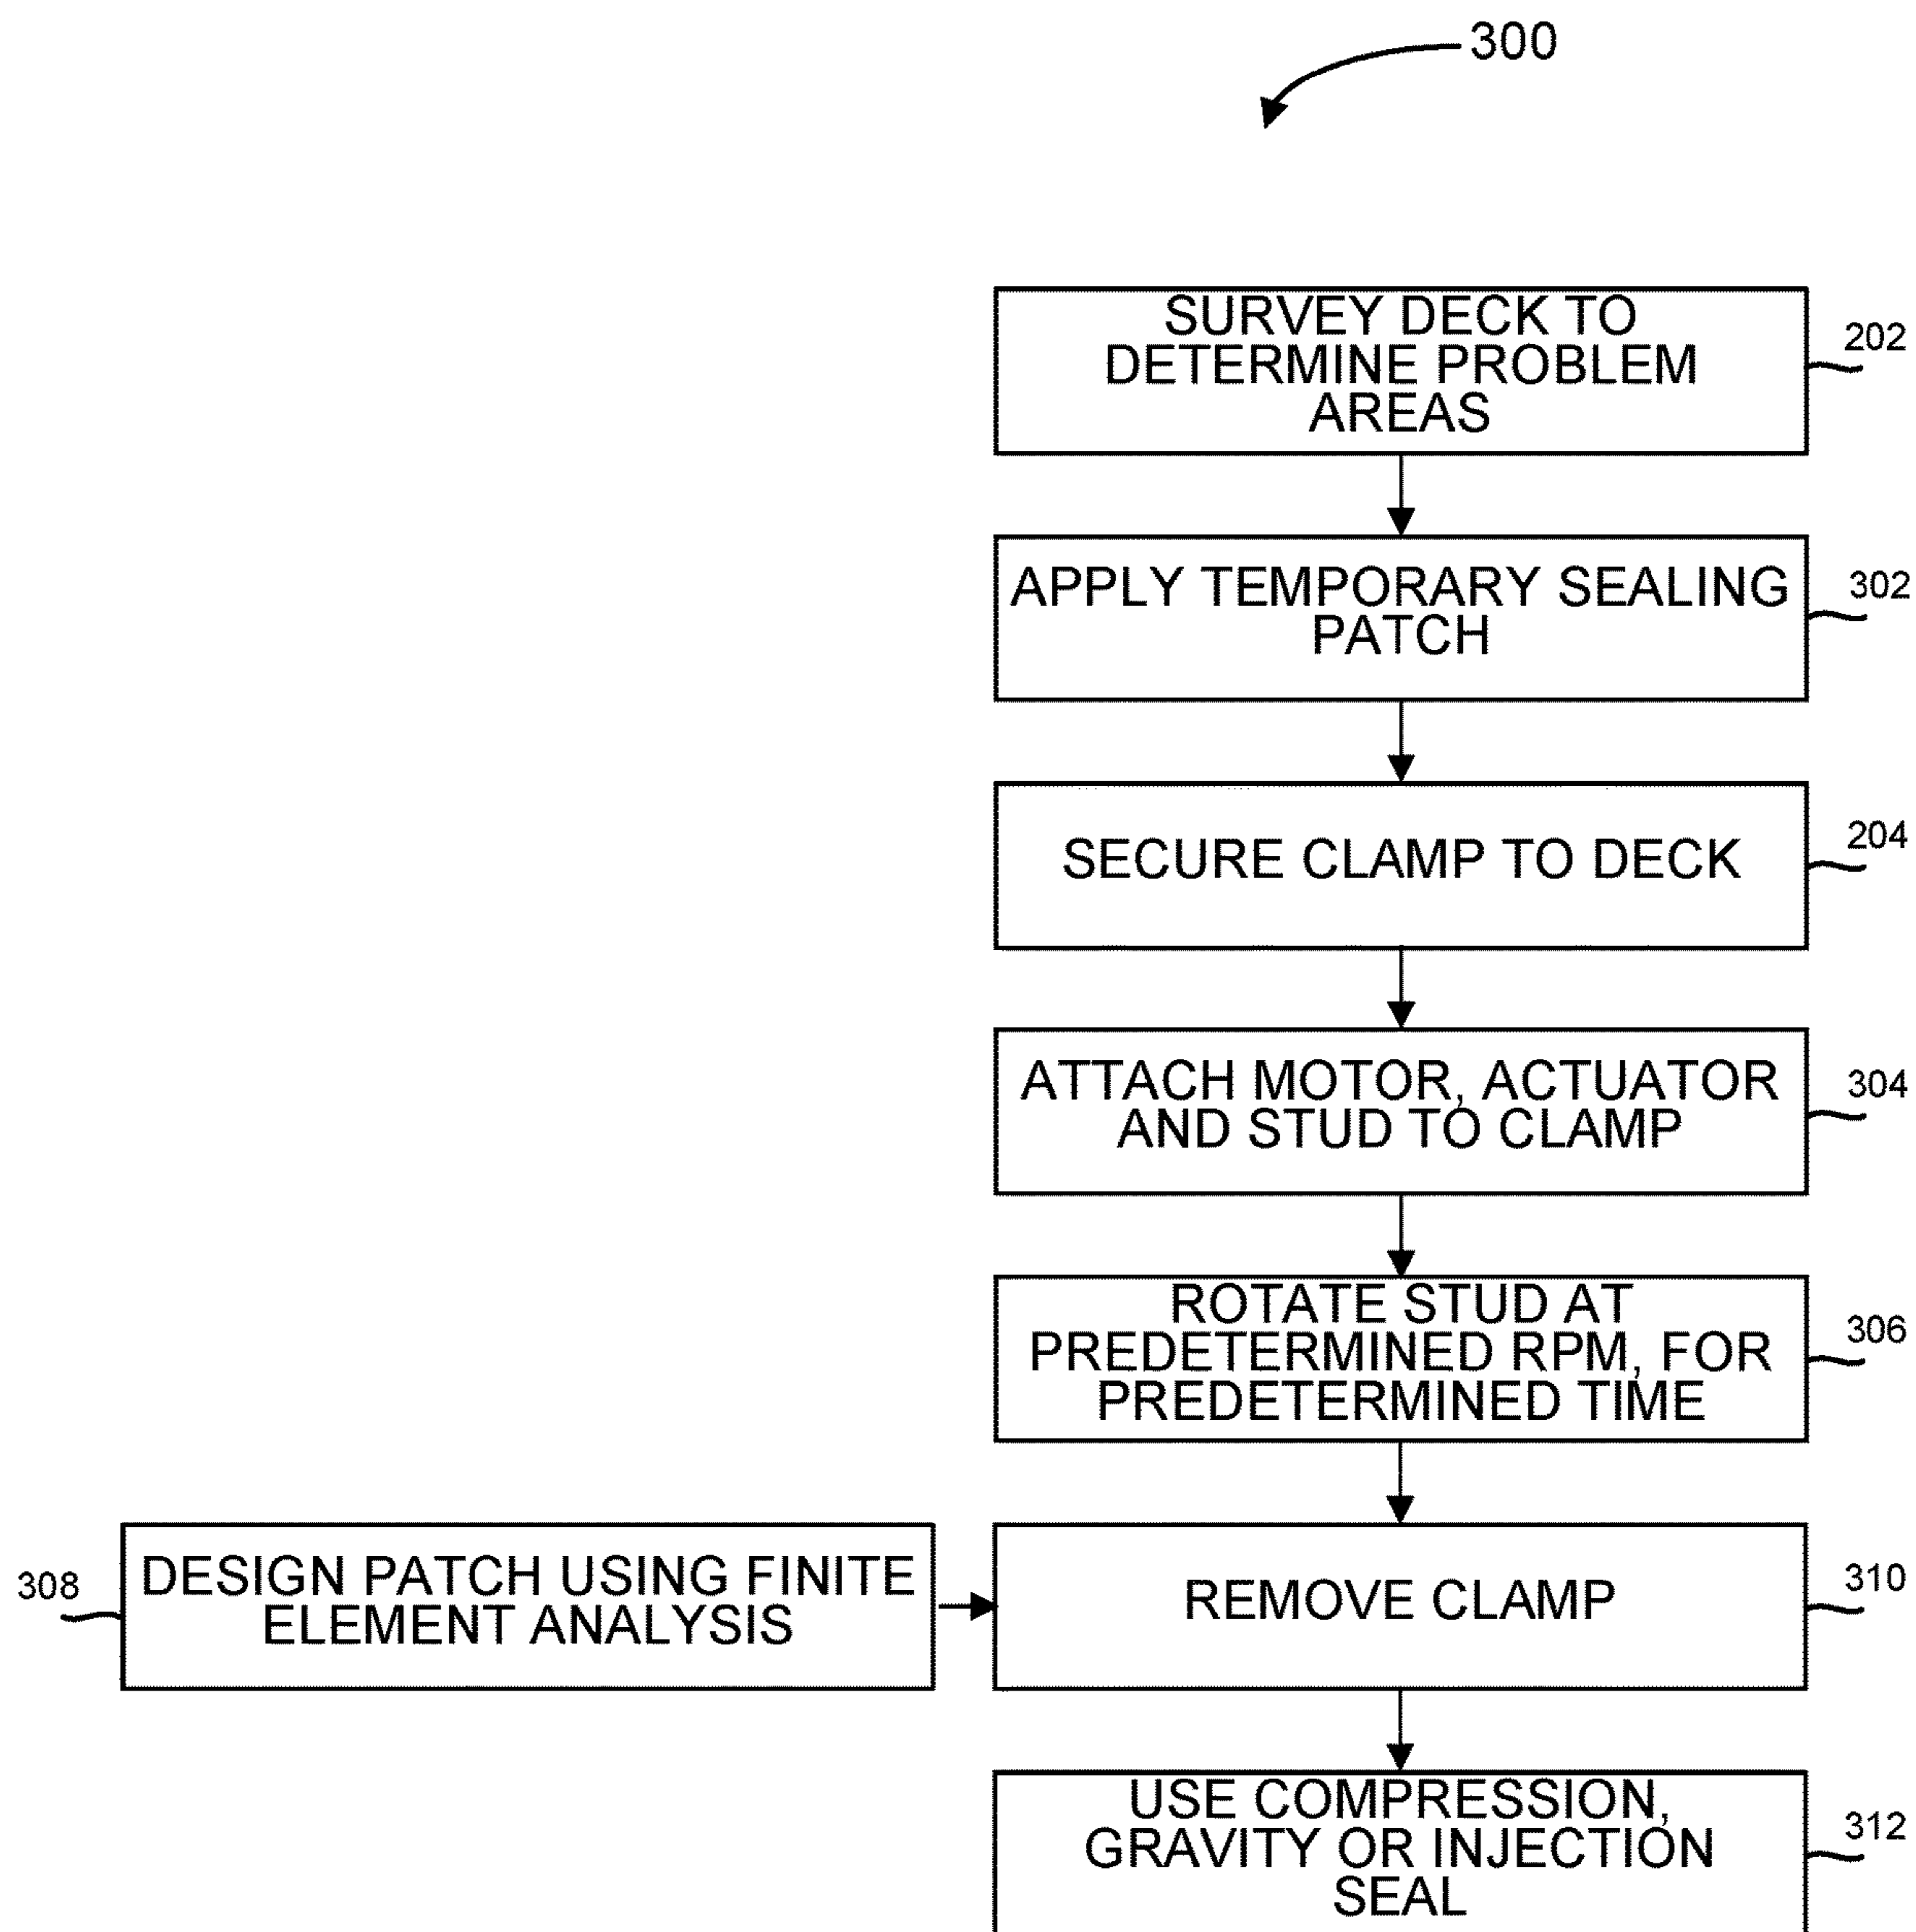 300
SURVEY DECK TO
DETERMINE PROBLEM
AREAS
202
APPLY TEMPORARY SEALING
PATCH
302
SECURE CLAMP TO DECK
204
ATTACH MOTOR, ACTUATOR
AND STUD TO CLAMP
304
ROTATE STUD AT
PREDETERMINED RPM, FOR
PREDETERMINED TIME
306
308
DESIGN PATCH USING FINITE
ELEMENT ANALYSIS
REMOVE CLAMP
310
USE COMPRESSION,
GRAVITY OR INJECTION
SEAL
312